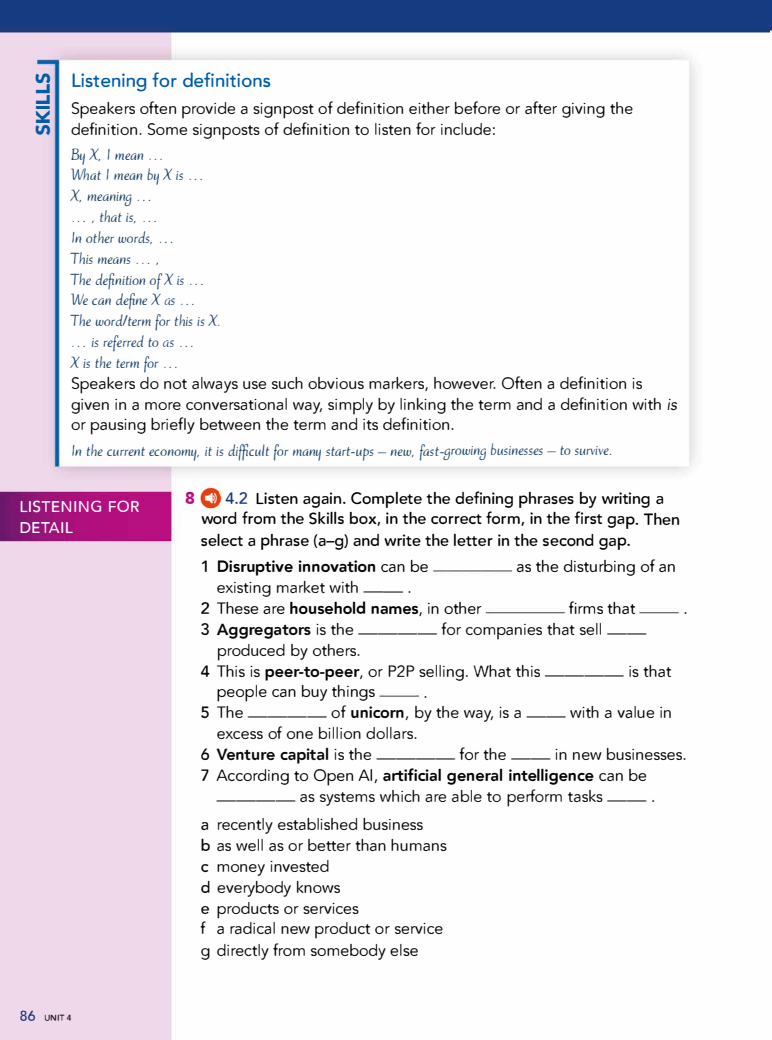 SKILLS
Listening for definitions
Speakers often provide a signpost of definition either before or after giving the
definition. Some signposts of definition to listen for include:
By X, I mean ...
What I mean by X is ...
X, meaning ...
... , that is, ...
In other words, ...
This means ... ,
The definition of X is ...
We can define X as ...
The word/term for this is X.
... is referred to as ...
X is the term for ...
Speakers do not always use such obvious markers, however. Often a definition is
given in a more conversational way, simply by linking the term and a definition with is
or pausing briefly between the term and its definition.
In the current economy, it is difficult for many start-ups – new, fast-growing businesses – to survive.
LISTENING FOR
DETAIL
8 4.2 Listen again. Complete the defining phrases by writing a
word from the Skills box, in the correct form, in the first gap. Then
select a phrase (a–g) and write the letter in the second gap.
1 Disruptive innovation can be ________ as the disturbing of an
existing market with ____ .
2 These are household names, in other ________ firms that ____ .
3 Aggregators is the ________ for companies that sell ____
produced by others.
4 This is peer-to-peer, or P2P selling. What this ________ is that
people can buy things ____ .
5 The ________ of unicorn, by the way, is a ____ with a value in
excess of one billion dollars.
6 Venture capital is the ________ for the ____ in new businesses.
7 According to Open AI, artificial general intelligence can be
________ as systems which are able to perform tasks ____ .
a recently established business
b as well as or better than humans
c money invested
d everybody knows
e products or services
f a radical new product or service
g directly from somebody else
86 UNIT 4